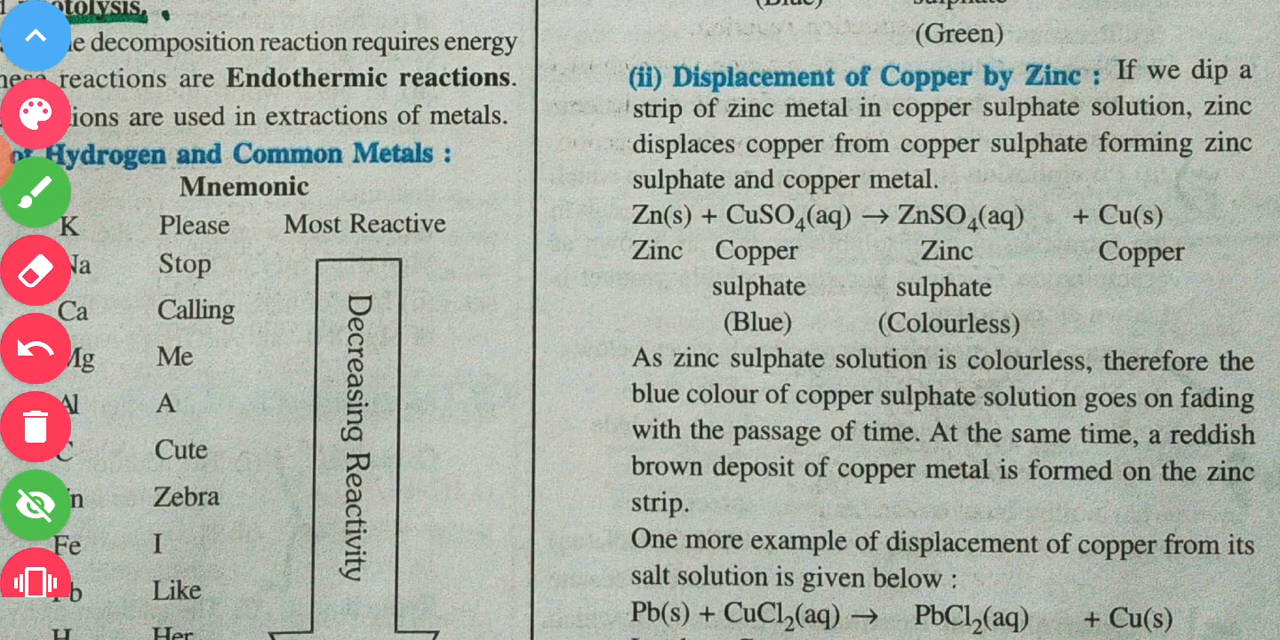 otolysis.
decomposition reaction requires energy
reactions are Endothermic reactions.
are used in extractions of metals.
of Hydrogen and Common Metals :
Mnemonic
K Please Most Reactive
Na Stop
Ca Calling
Mg Me
Al A
C Cute
Zebra
Fe I
Like
H Her
Decreasing Reactivity
(Green)
(ii) Displacement of Copper by Zinc : If we dip a
strip of zinc metal in copper sulphate solution, zinc
displaces copper from copper sulphate forming zinc
sulphate and copper metal.
Zn(s) + CuSO₄(aq) → ZnSO₄(aq) + Cu(s)
Zinc Copper Zinc Copper
sulphate sulphate
(Blue) (Colourless)
As zinc sulphate solution is colourless, therefore the
blue colour of copper sulphate solution goes on fading
with the passage of time. At the same time, a reddish
brown deposit of copper metal is formed on the zinc
strip.
One more example of displacement of copper from its
salt solution is given below :
Pb(s) + CuCl₂(aq) → PbCl₂(aq) + Cu(s)